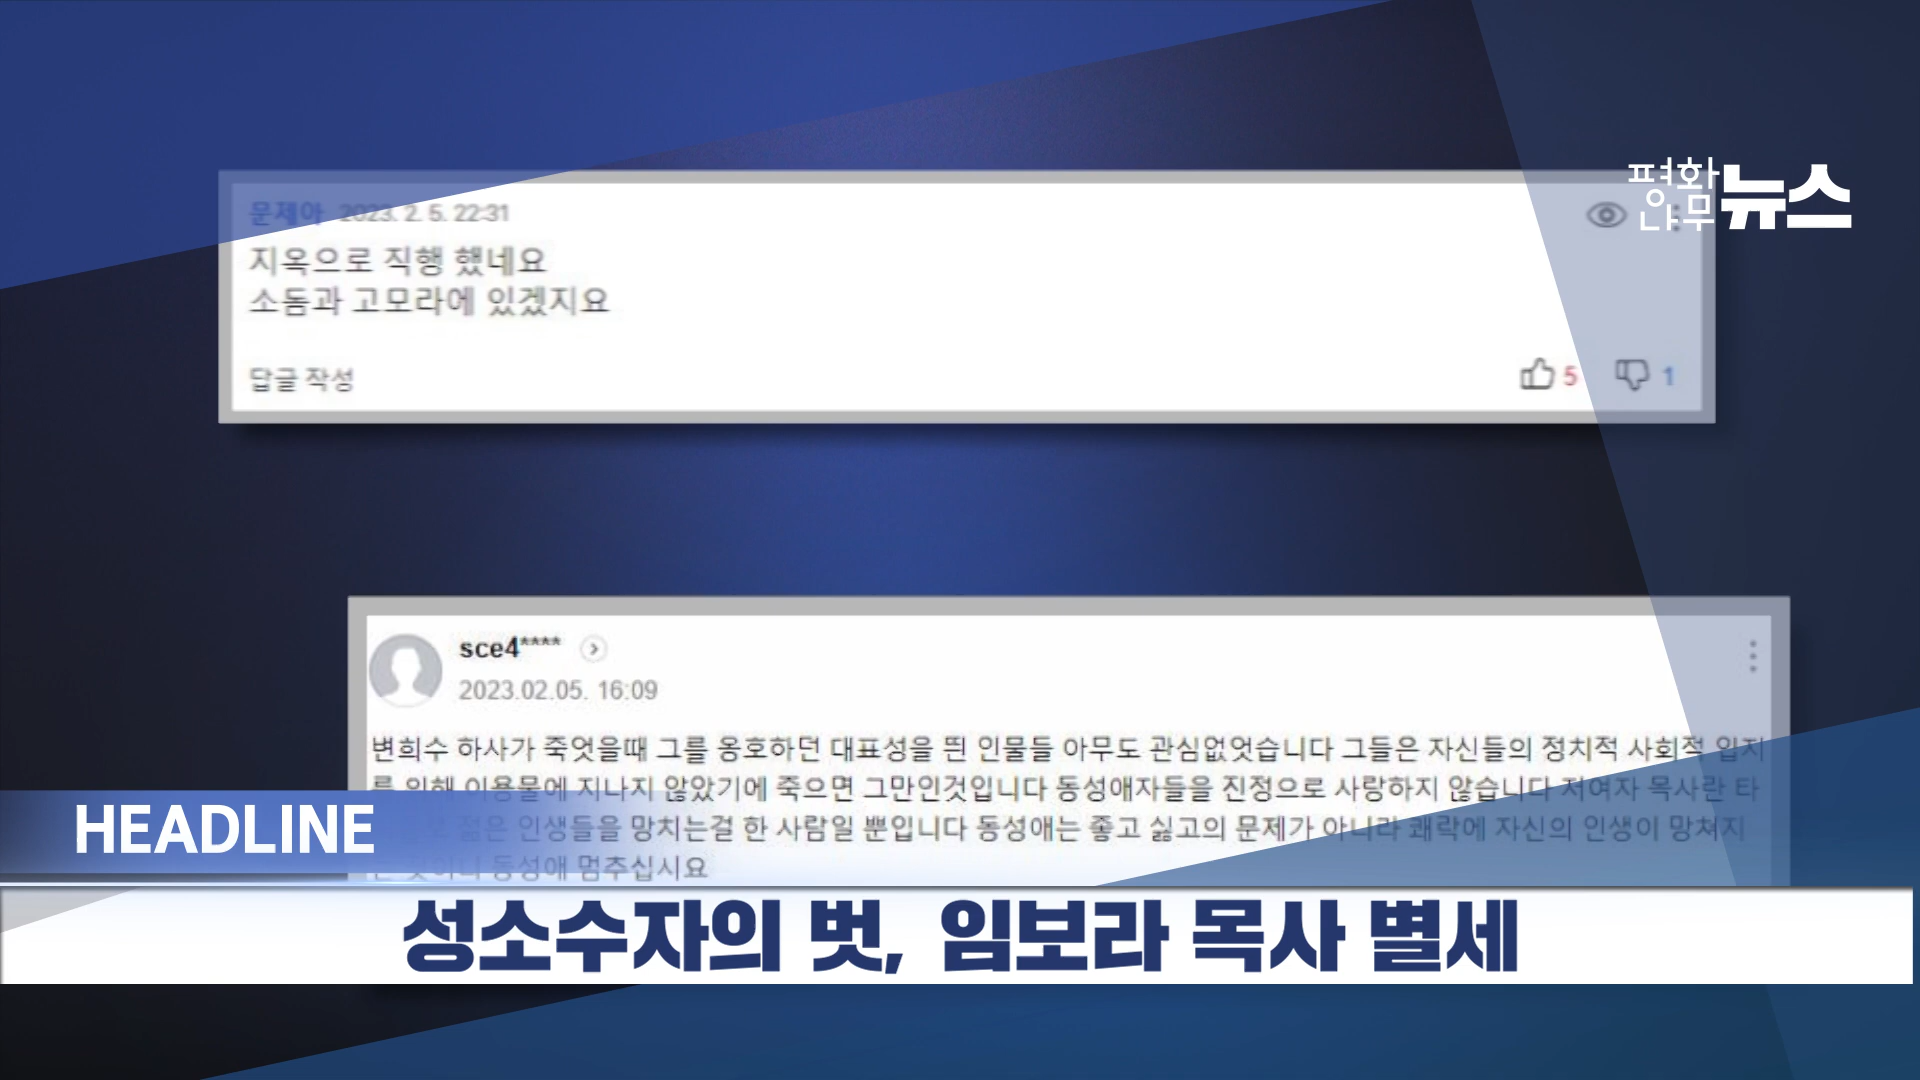 평화나무 뉴스
문제아 2023. 2. 5. 22:31
지옥으로 직행 했네요
소돔과 고모라에 있겠지요
답글 작성
5 1
sce4****
2023.02.05. 16:09
변희수 하사가 죽엇을때 그를 옹호하던 대표성을 띈 인물들 아무도 관심없엇습니다 그들은 자신들의 정치적 사회적 입지
를 위해 이용물에 지나지 않았기에 죽으면 그만인것입니다 동성애자들을 진정으로 사랑하지 않습니다 저여자 목사란 타
젊은 인생들을 망치는걸 한 사람일 뿐입니다 동성애는 좋고 싫고의 문제가 아니라 쾌락에 자신의 인생이 망쳐지
동성애 멈추십시요
HEADLINE
성소수자의 벗, 임보라 목사 별세